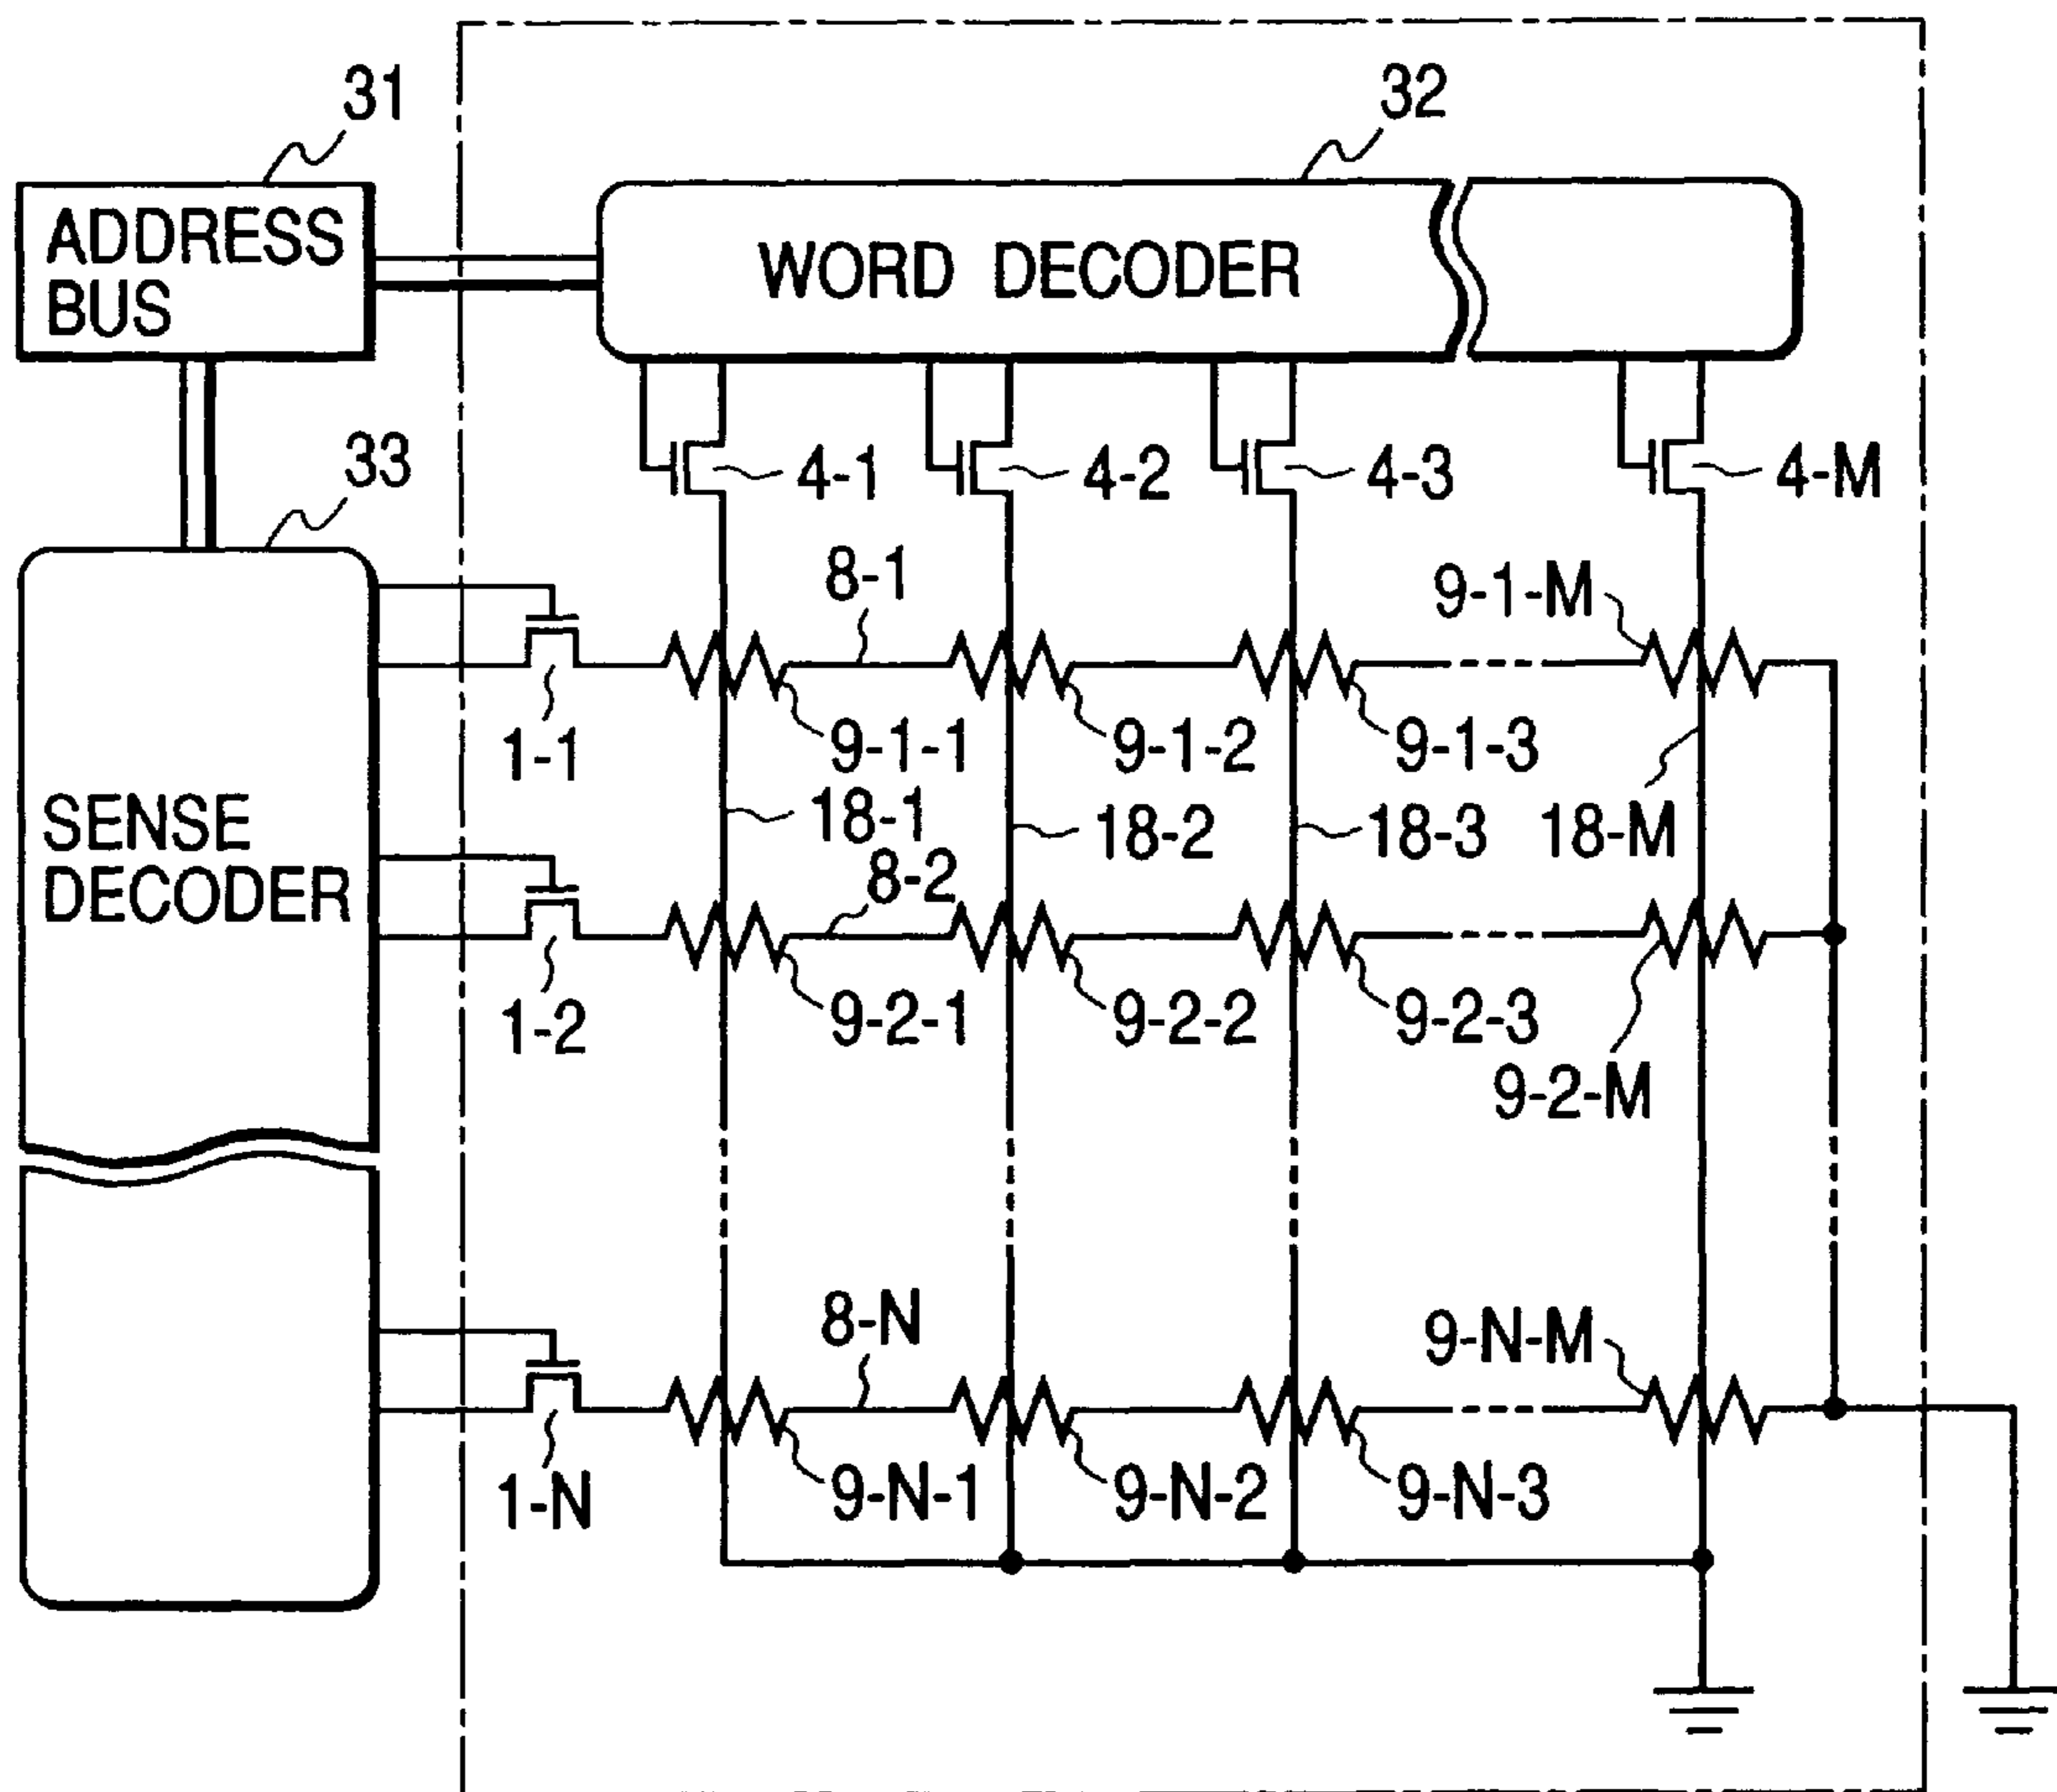 31
32
ADDRESS
BUS
WORD DECODER
33
4-1
4-2
4-3
4-M
8-1
9-1-M
1-1
9-1-1
9-1-2
9-1-3
SENSE
DECODER
18-1
18-2
18-3
18-M
8-2
1-2
9-2-1
9-2-2
9-2-3
9-2-M
8-N
9-N-M
1-N
9-N-1
9-N-2
9-N-3